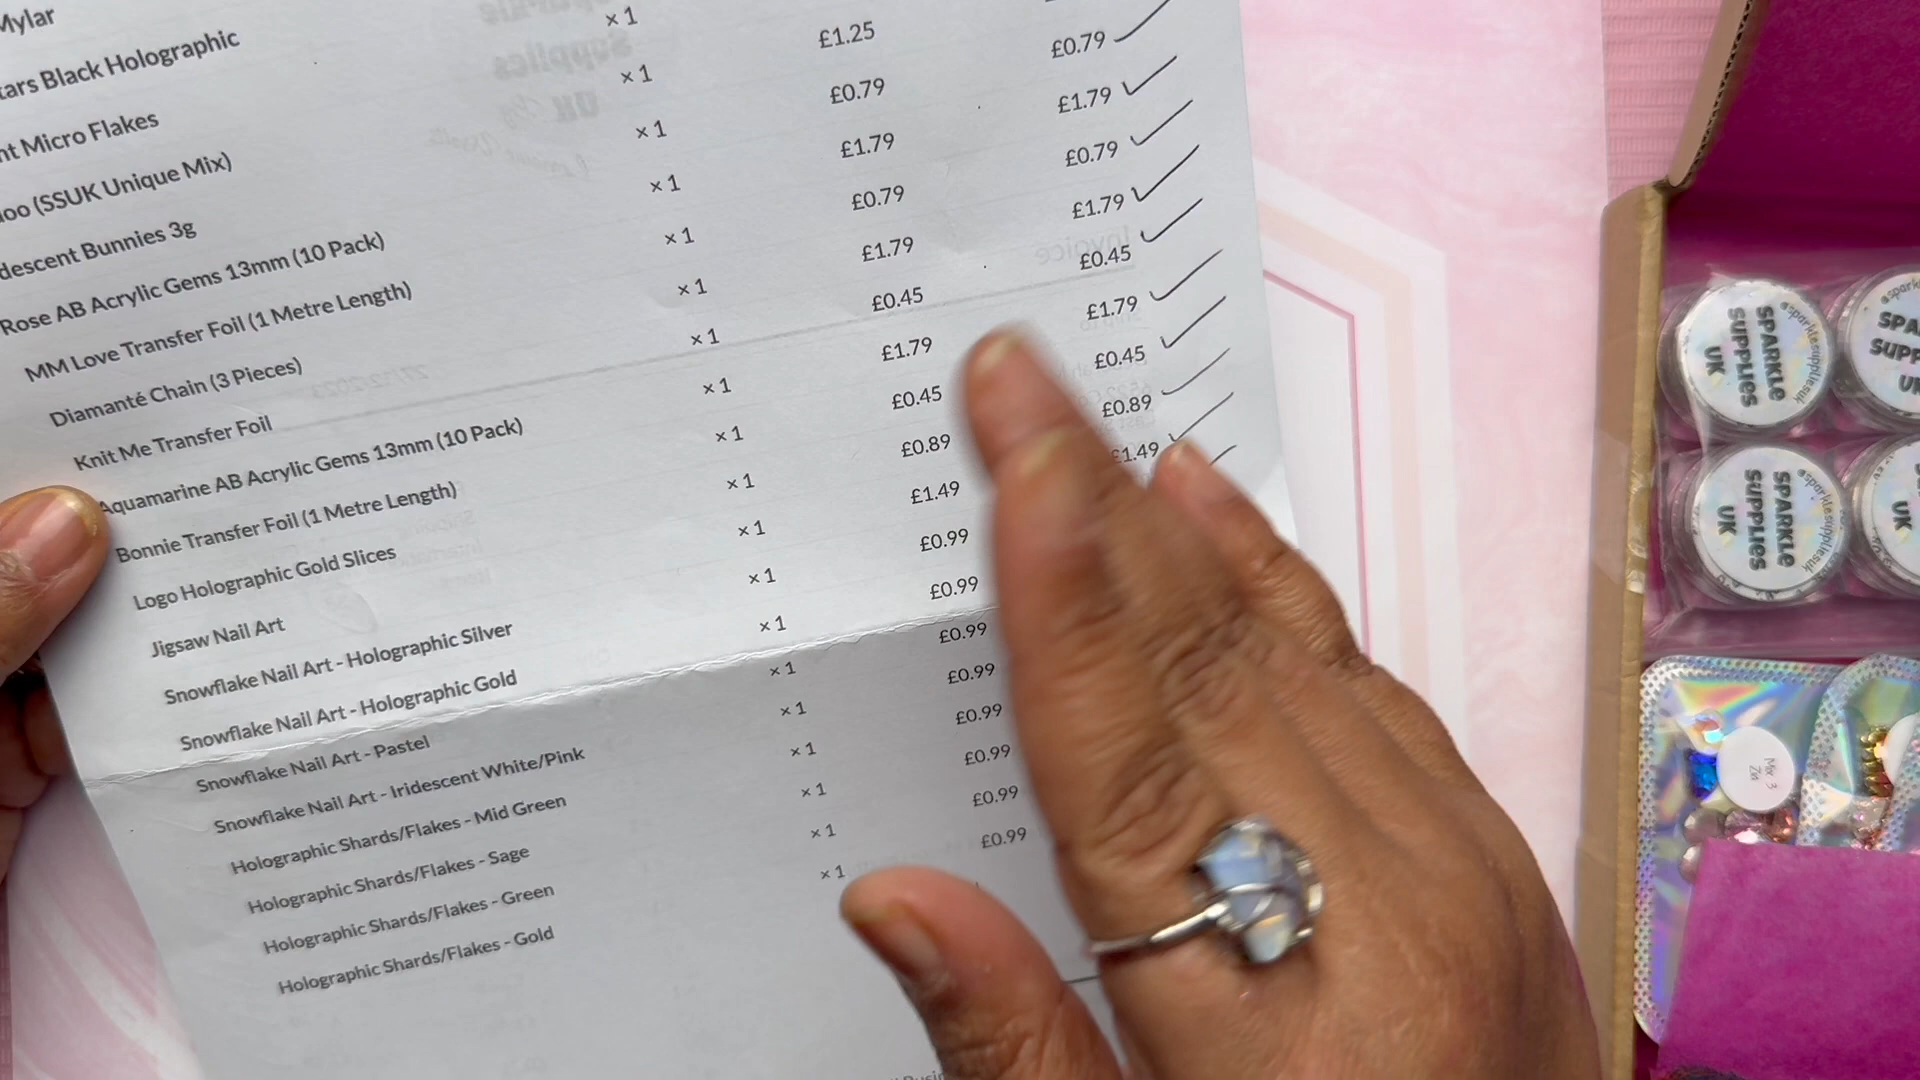 Mylar
tars Black Holographic
nt Micro Flakes × 1
loo (SSUK Unique Mix) × 1 £1.25
descent Bunnies 3g × 1 £0.79 £0.79
Rose AB Acrylic Gems 13mm (10 Pack) × 1 £1.79 £1.79
MM Love Transfer Foil (1 Metre Length) × 1 £0.79 £0.79
Diamanté Chain (3 Pieces) × 1 £1.79 £1.79
Knit Me Transfer Foil × 1 £0.45 £0.45
Aquamarine AB Acrylic Gems 13mm (10 Pack) × 1 £1.79 £1.79
Bonnie Transfer Foil (1 Metre Length) × 1 £0.45 £0.45
Logo Holographic Gold Slices × 1 £0.89 £0.89
Jigsaw Nail Art × 1 £1.49 £1.49
Snowflake Nail Art - Holographic Silver × 1 £0.99
Snowflake Nail Art - Holographic Gold × 1 £0.99
Snowflake Nail Art - Pastel × 1 £0.99
Snowflake Nail Art - Iridescent White/Pink × 1 £0.99
Holographic Shards/Flakes - Mid Green × 1 £0.99
Holographic Shards/Flakes - Sage × 1 £0.99
Holographic Shards/Flakes - Green × 1 £0.99
Holographic Shards/Flakes - Gold × 1 £0.99
SPARKLE
SUPPLIES
UK
@sparklesuppliesuk
SPARKLE
SUPPLIES
UK
@sparklesuppliesuk
Mix 3